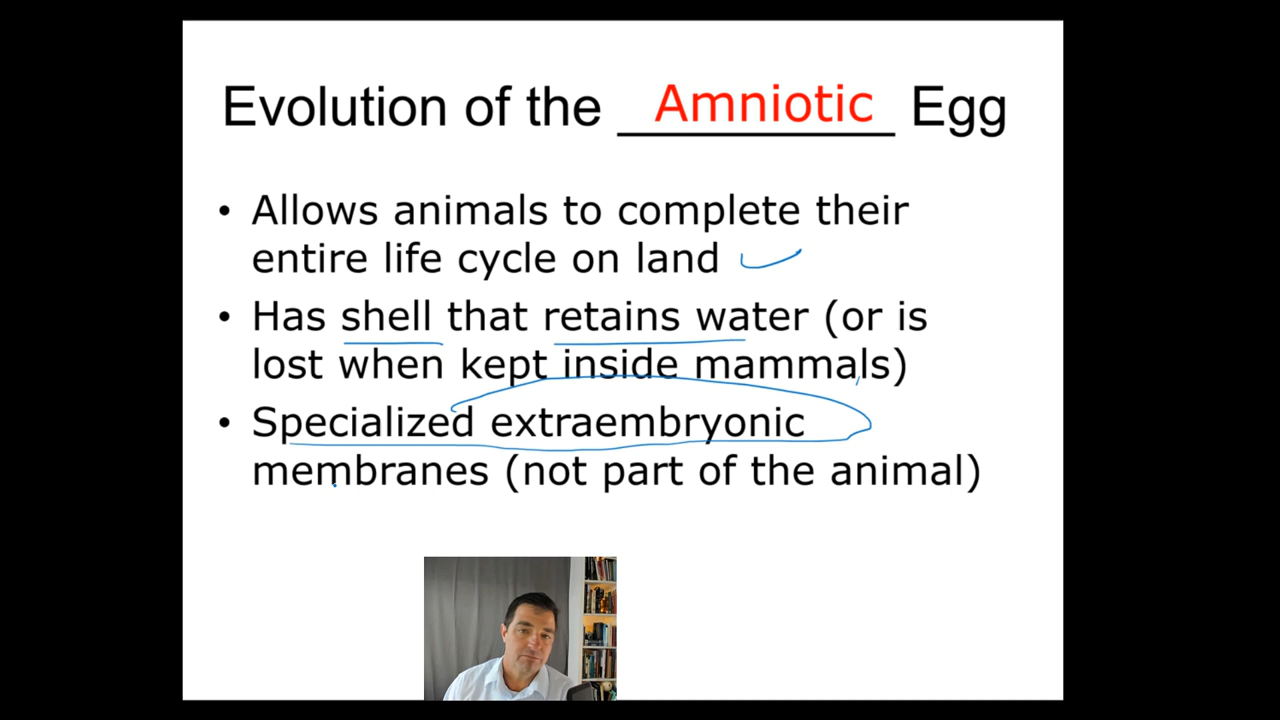 Evolution of the Amniotic Egg
• Allows animals to complete their
entire life cycle on land
• Has shell that retains water (or is
lost when kept inside mammals)
• Specialized extraembryonic
membranes (not part of the animal)